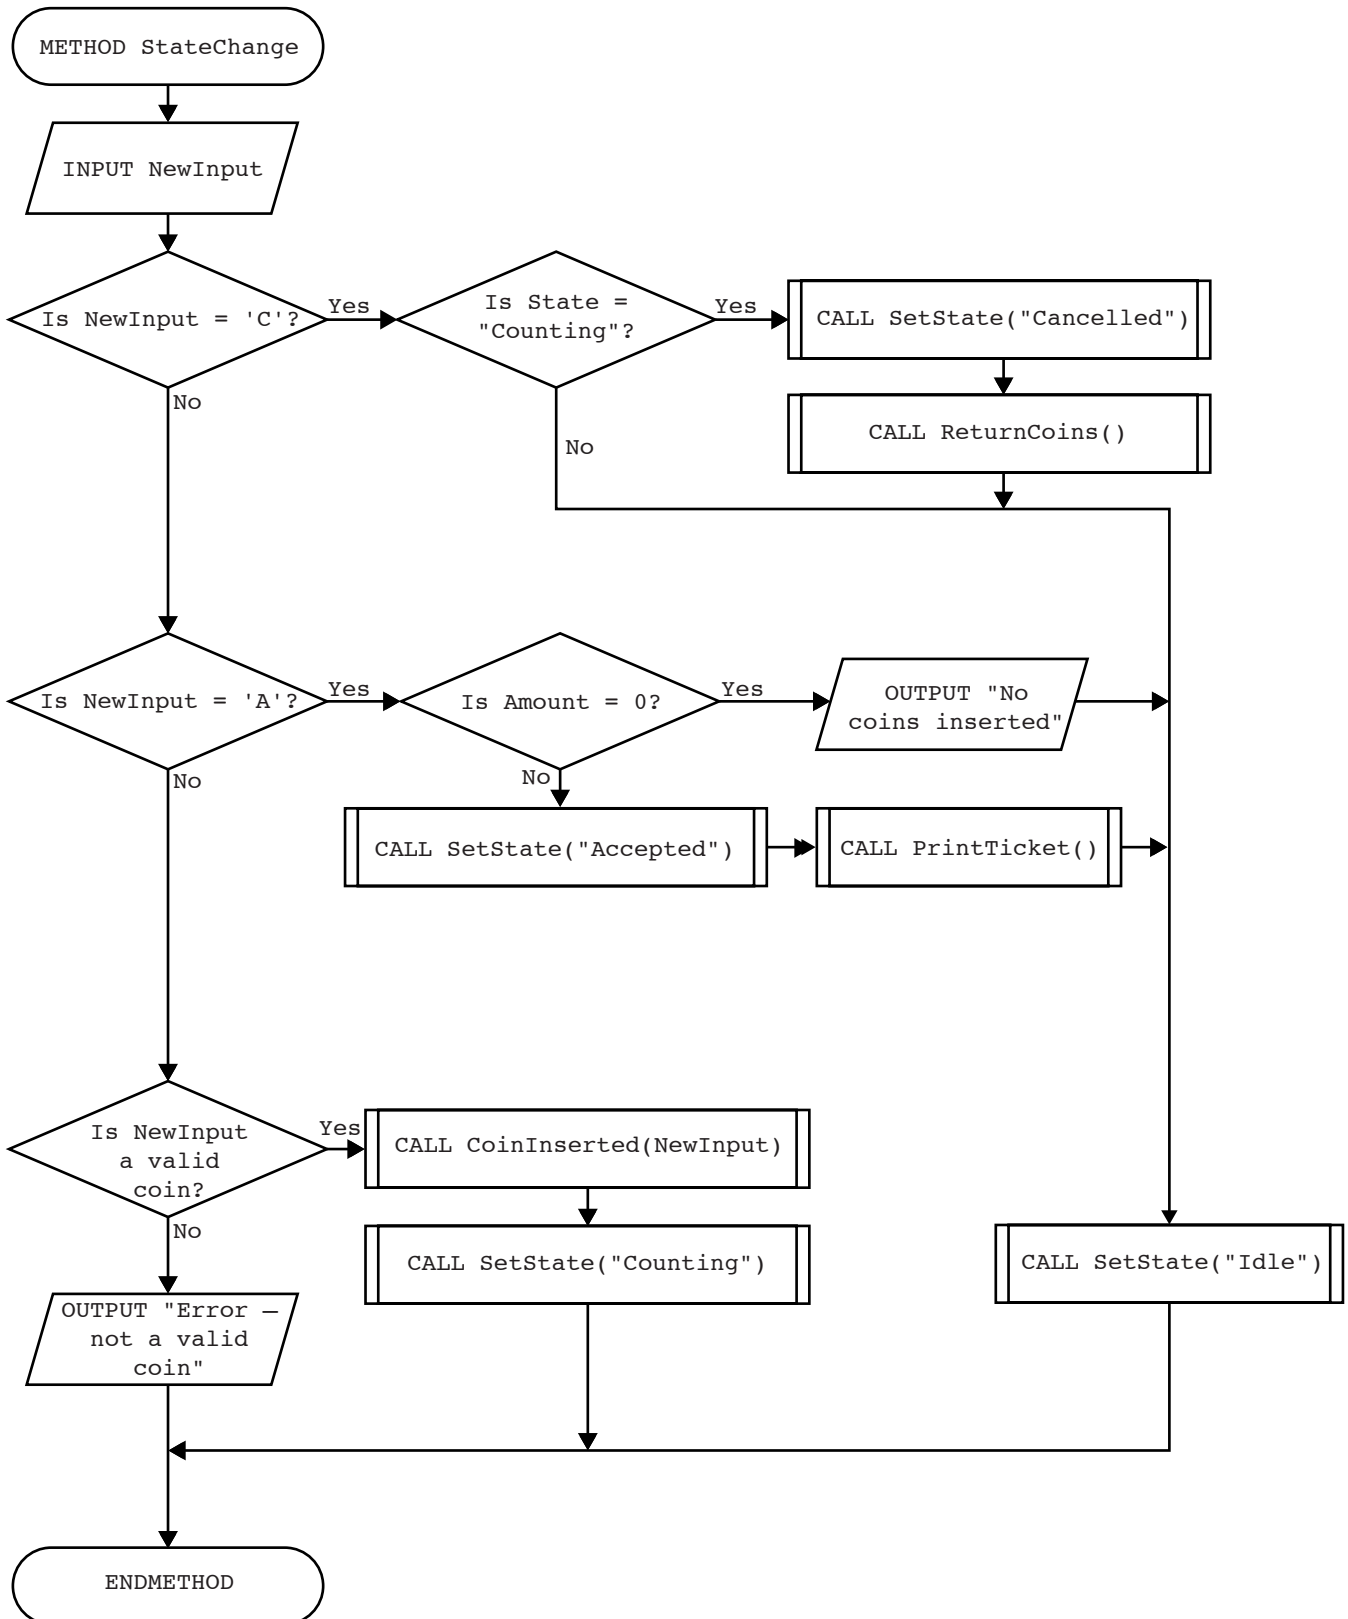 METHOD StateChange
INPUT NewInput
Is NewInput = 'C'?
Yes
Is State =
"Counting"?
Yes
CALL SetState("Cancelled")
No
No
CALL ReturnCoins()
Is NewInput = 'A'?
Yes
Is Amount = 0?
Yes
OUTPUT "No
coins inserted"
No
No
CALL SetState("Accepted")
CALL PrintTicket()
Is NewInput
a valid
coin?
Yes
CALL CoinInserted(NewInput)
No
CALL SetState("Counting")
CALL SetState("Idle")
OUTPUT "Error –
not a valid
coin"
ENDMETHOD